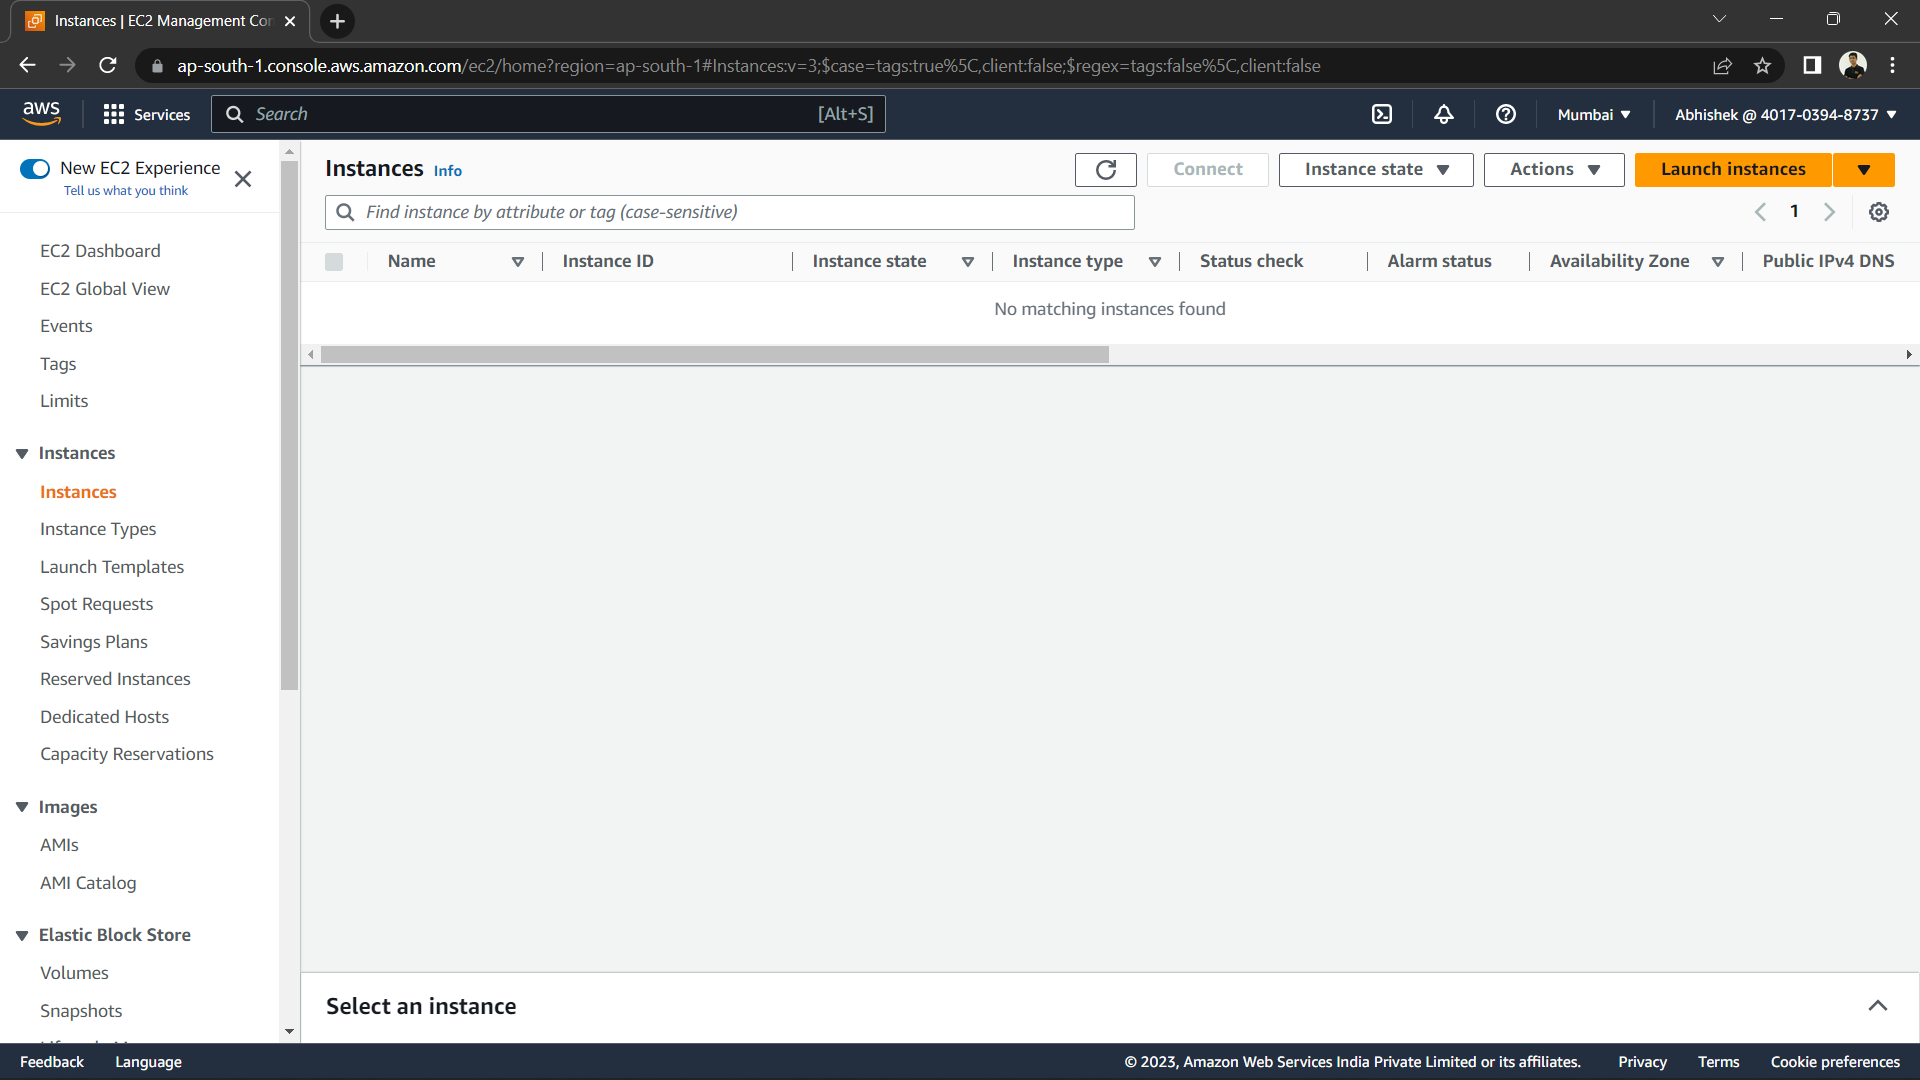 Instances | EC2 Management Con
ap-south-1.console.aws.amazon.com/ec2/home?region=ap-south-1#Instances:v=3;$case=tags:true%5C,client:false;$regex=tags:false%5C,client:false
aws Services Search [Alt+S] Mumbai Abhishek @ 4017-0394-8737
New EC2 Experience
Tell us what you think
EC2 Dashboard
EC2 Global View
Events
Tags
Limits
Instances
Instances
Instance Types
Launch Templates
Spot Requests
Savings Plans
Reserved Instances
Dedicated Hosts
Capacity Reservations
Images
AMIs
AMI Catalog
Elastic Block Store
Volumes
Snapshots
Instances Info Connect Instance state Actions Launch instances
Find instance by attribute or tag (case-sensitive) 1
Name Instance ID Instance state Instance type Status check Alarm status Availability Zone Public IPv4 DNS
No matching instances found
Select an instance
Feedback Language © 2023, Amazon Web Services India Private Limited or its affiliates. Privacy Terms Cookie preferences